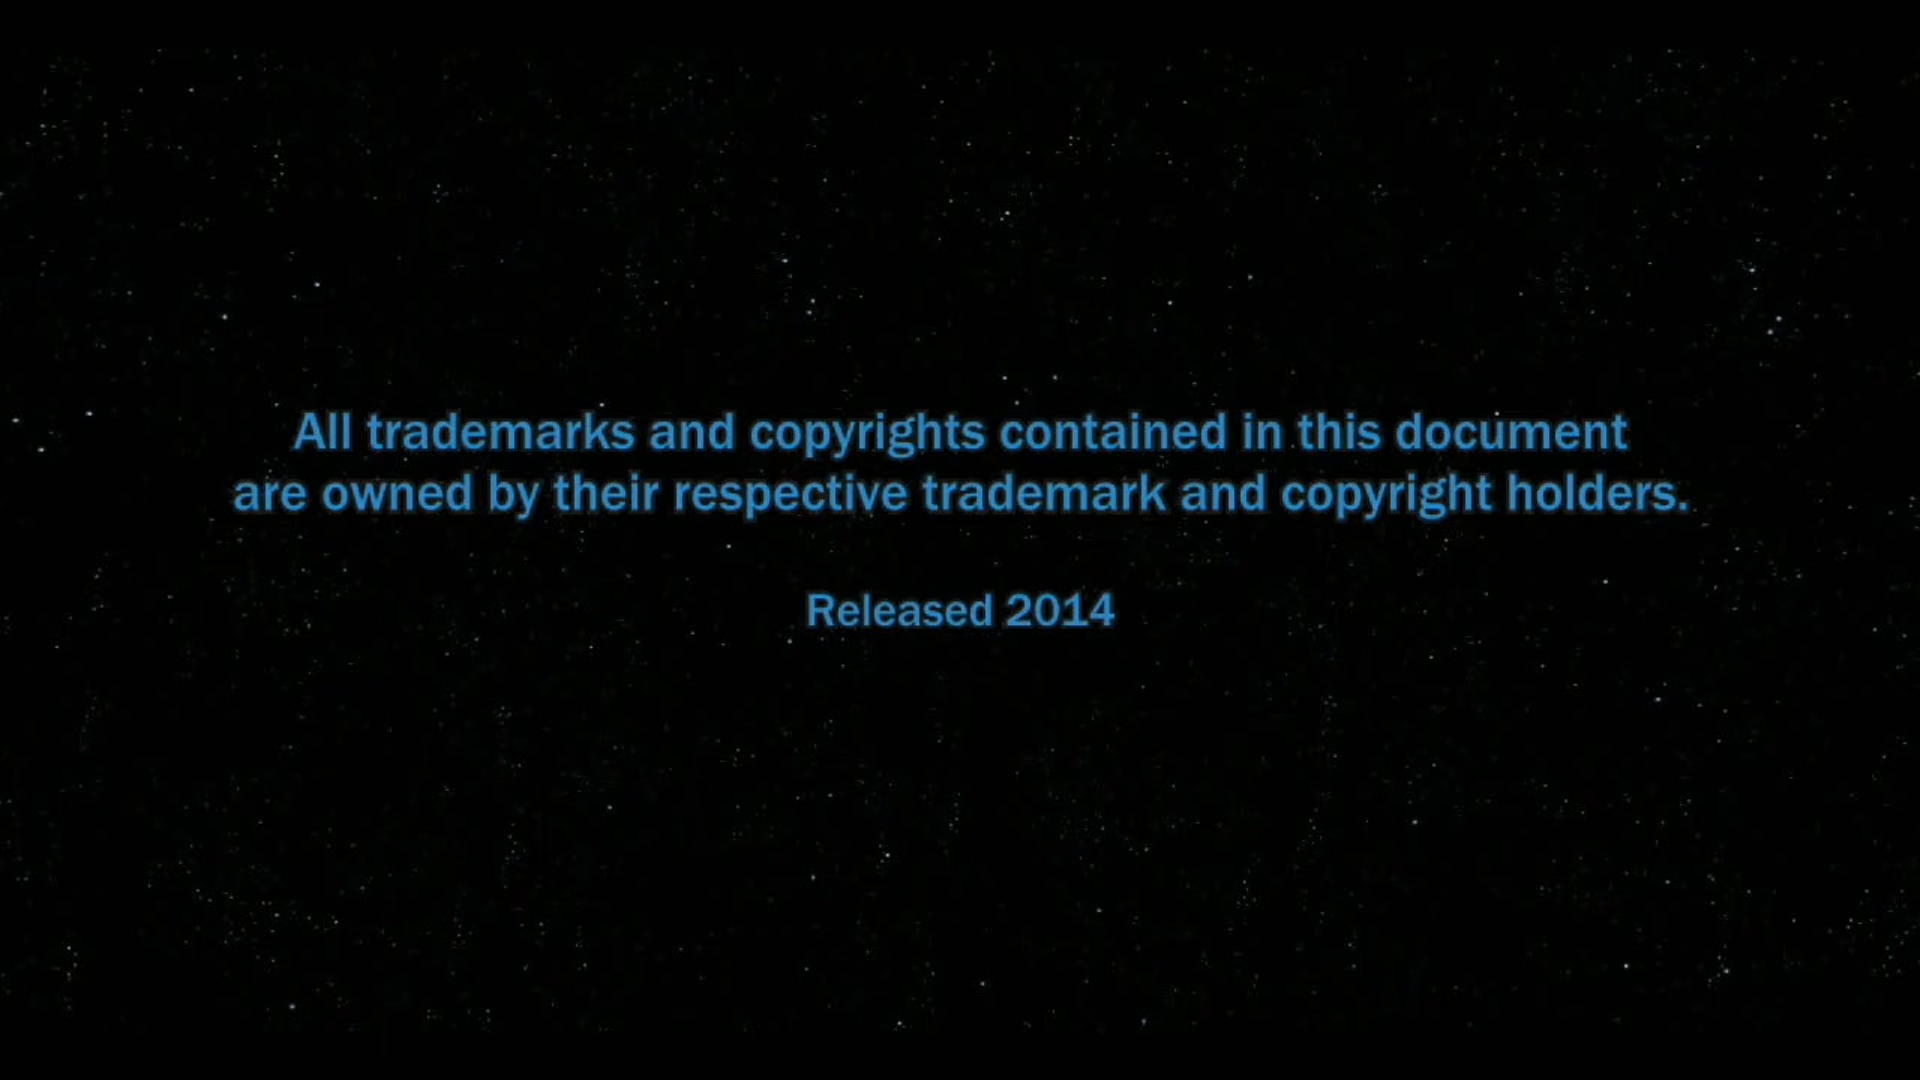 All trademarks and copyrights contained in this document
are owned by their respective trademark and copyright holders.
Released 2014